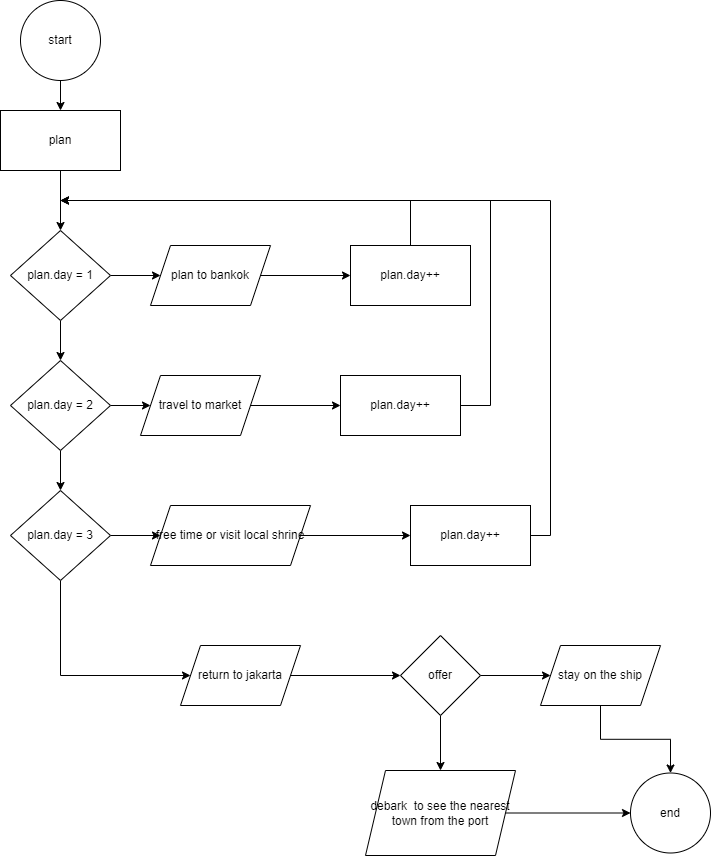 start
plan
plan.day = 1
plan to bankok
plan.day++
plan.day = 2
travel to market
plan.day++
plan.day = 3
free time or visit local shrine
plan.day++
return to jakarta
offer
stay on the ship
debark to see the nearest
town from the port
end